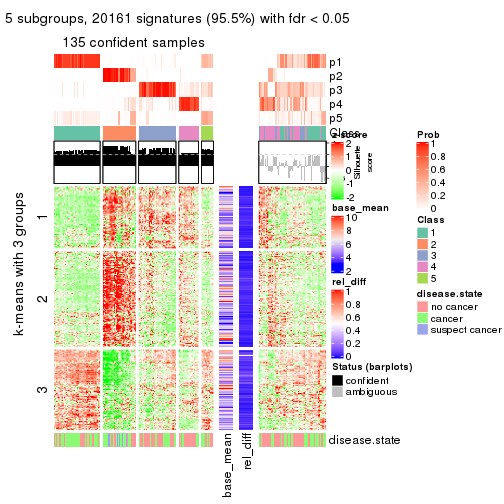 5 subgroups, 20161 signatures (95.5%) with fdr < 0.05
135 confident samples
p1
p2
p3
p4
p5
Class
Silhouette
score
k-means with 3 groups
1
2
3
z-score
2
1
0
-1
-2
base_mean
10
8
6
4
2
rel_diff
1
0.8
0.6
0.4
0.2
0
Status (barplots)
confident
ambiguous
Prob
1
0.8
0.6
0.4
0.2
0
Class
1
2
3
4
5
disease.state
no cancer
cancer
suspect cancer
disease.state
base_mean
rel_diff